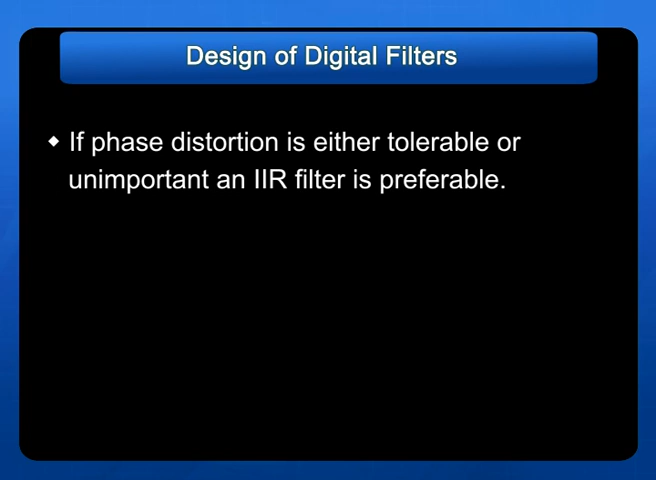 Design of Digital Filters
◆ If phase distortion is either tolerable or
unimportant an IIR filter is preferable.